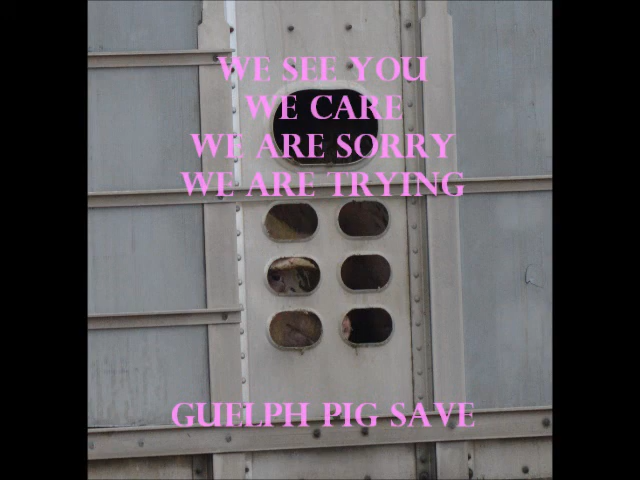 WE SEE YOU
WE CARE
WE ARE SORRY
WE ARE TRYING
GUELPH PIG SAVE